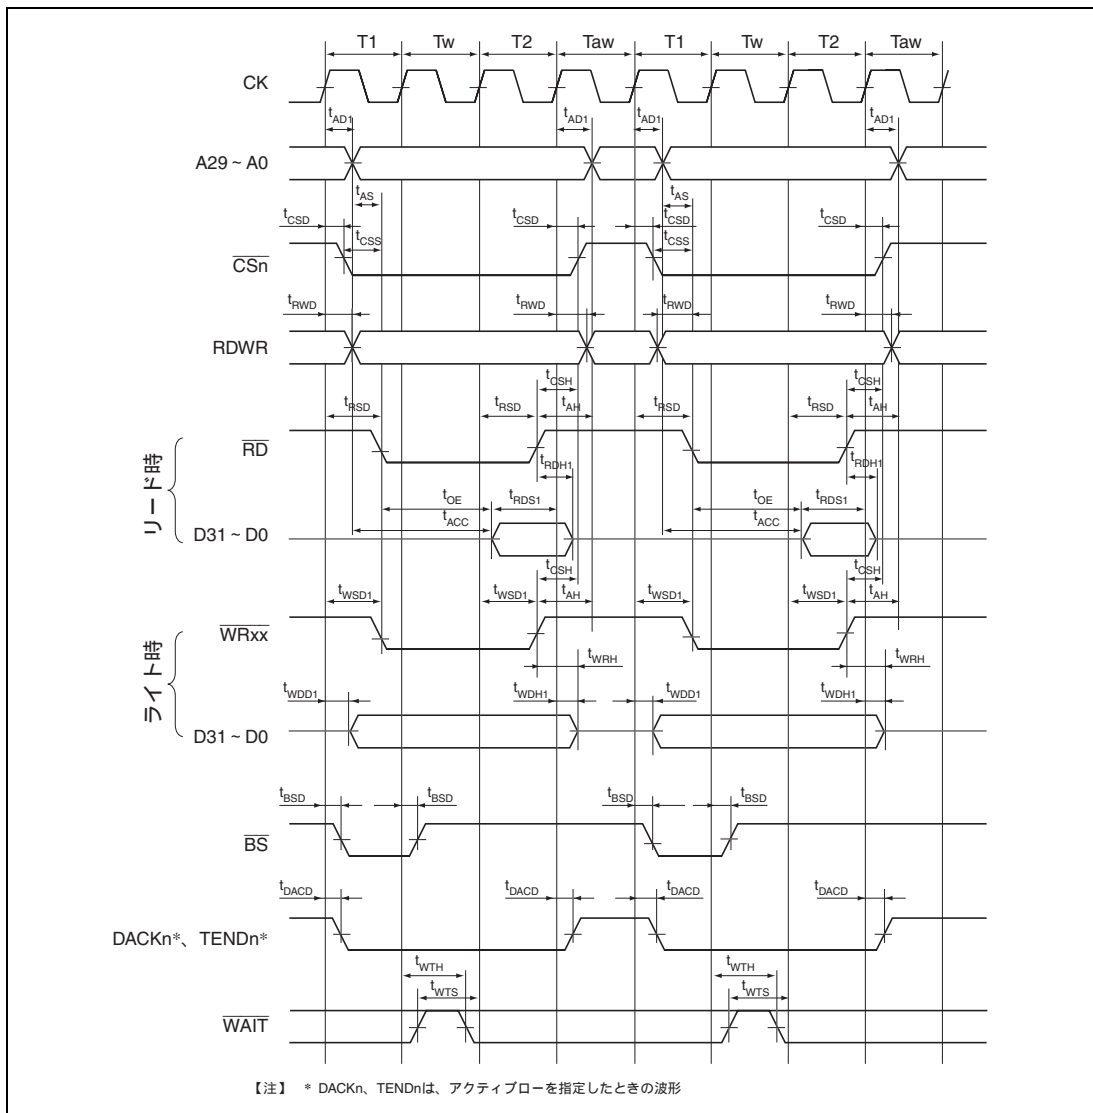 T1 Tw T2 Taw T1 Tw T2 Taw
CK
tAD1 tAD1 tAD1 tAD1
A29 ~ A0
tAS tAS
tCSD tCSD tCSD tCSD
tCSS tCSS
CSn
tRWD tRWD tRWD tRWD
RDWR
tCSH tCSH
tRSD tRSD tAH tRSD tRSD tAH
RD
tRDH1 tRDH1
リード時
tOE tRDS1 tOE tRDS1
tACC tACC
D31 ~ D0
tCSH tCSH
tWSD1 tWSD1 tAH tWSD1 tWSD1 tAH
WRxx
tWRH tWRH
ライト時
tWDD1 tWDH1 tWDD1 tWDH1
D31 ~ D0
tBSD tBSD tBSD tBSD
BS
tDACD tDACD tDACD tDACD
DACKn*、TENDn*
tWTH tWTH
tWTS tWTS
WAIT
【注】 * DACKn、TENDnは、アクティブローを指定したときの波形